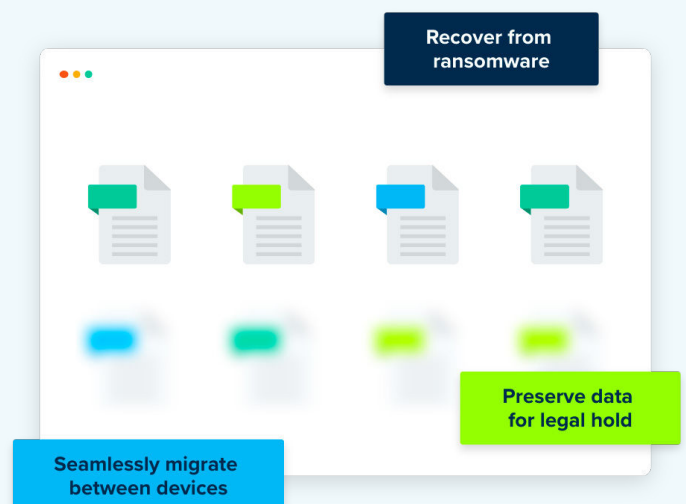 Recover from
ransomware
Preserve data
for legal hold
Seamlessly migrate
between devices